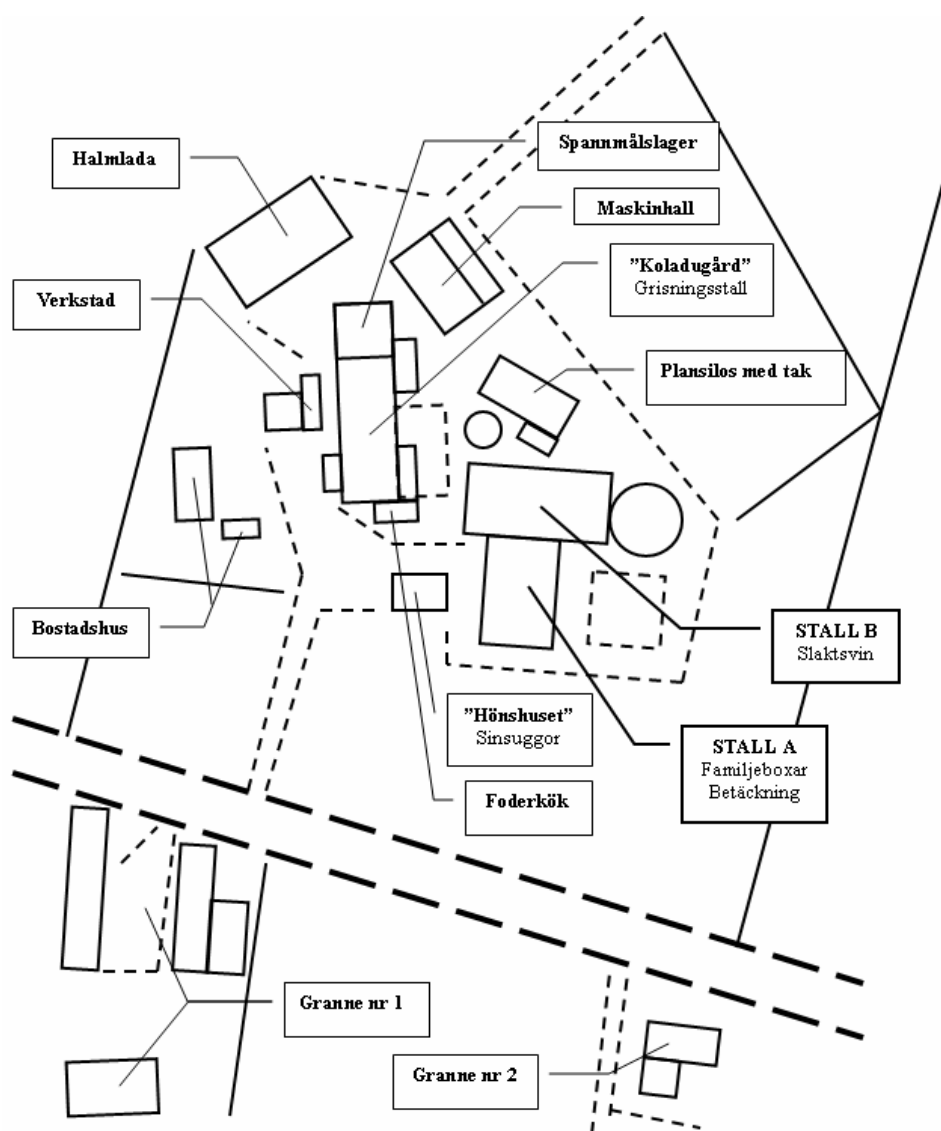 Spannmålslager
Halmlada
Maskinhall
"Koladugård"
Grisningsstall
Verkstad
Plansilos med tak
Bostadshus
STALL B
Slaktsvin
"Hönshuset"
Sinsuggor
STALL A
Familjeboxar
Betäckning
Foderkök
Granne nr 1
Granne nr 2